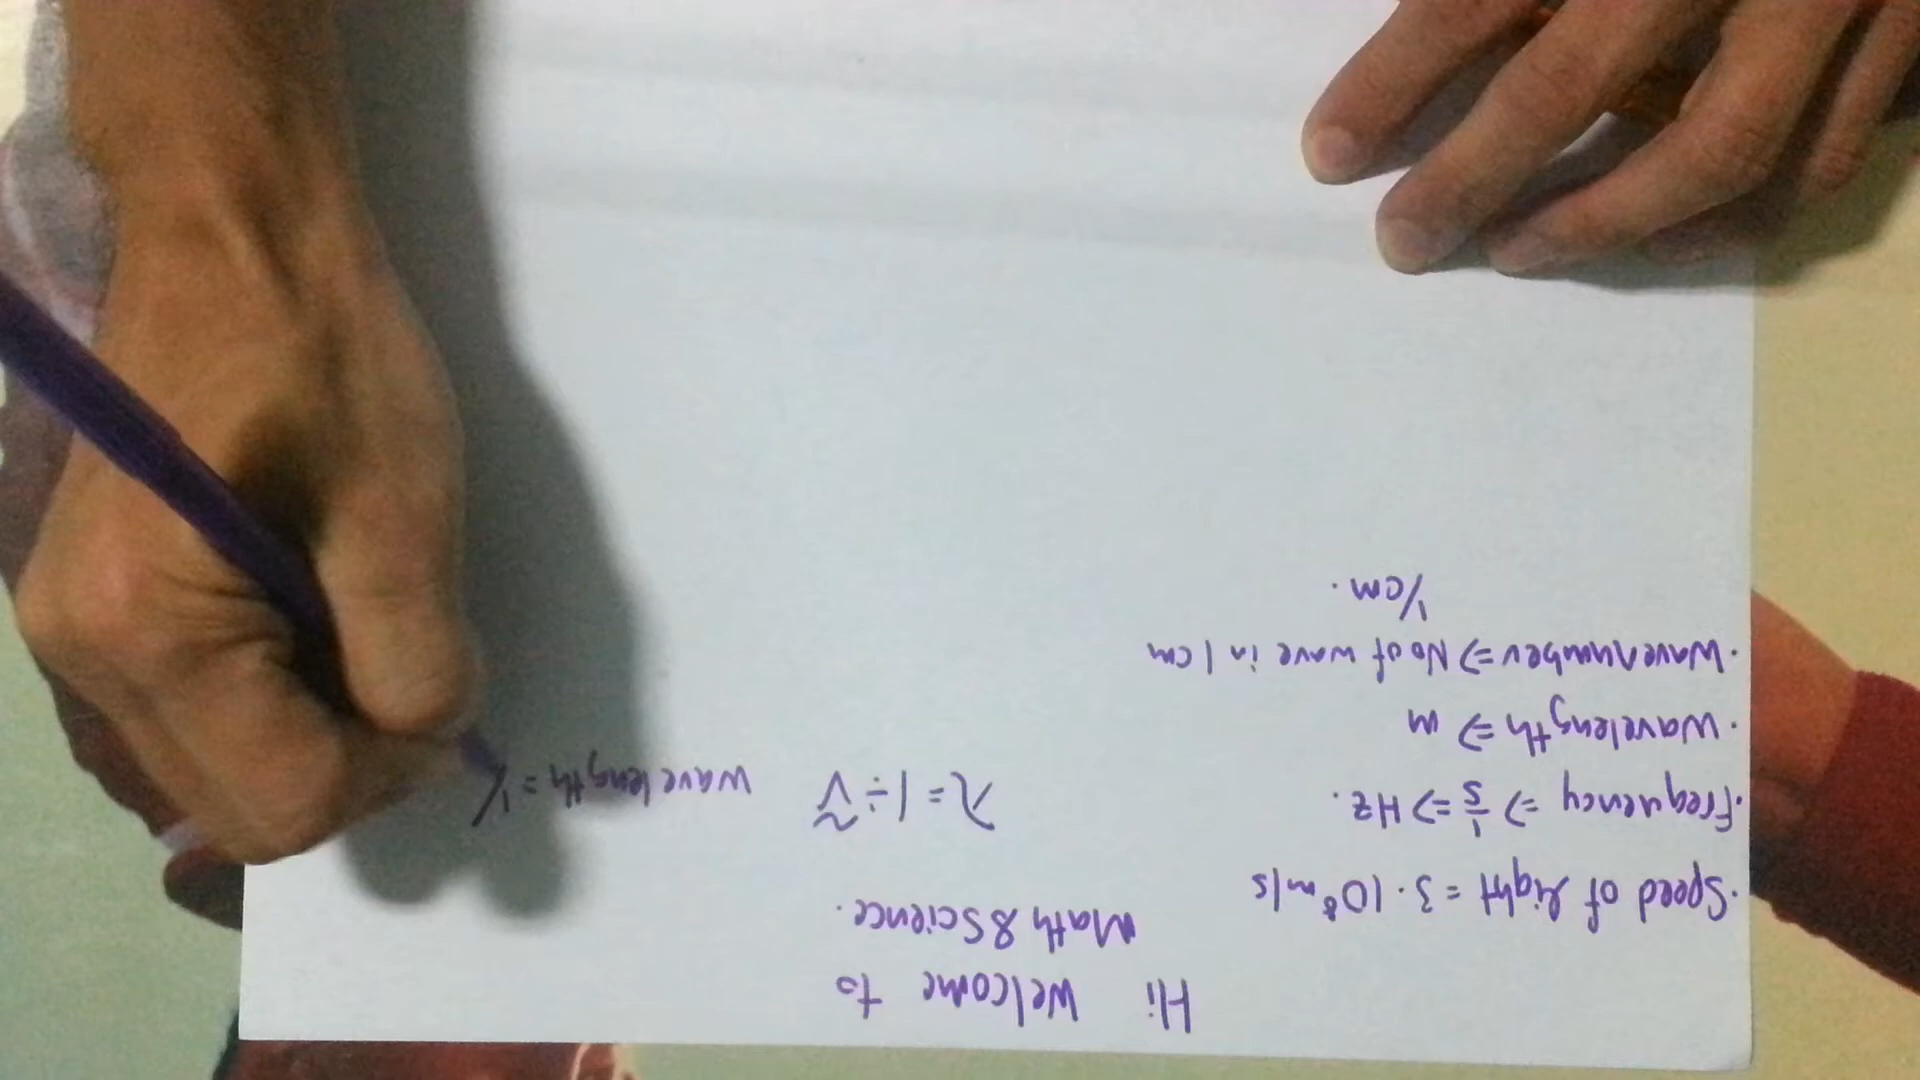 Hi Welcome to
Math & Science.
· Speed of light = 3 · 10⁸ m/s
· Frequency ⇒ 1/s ⇒ Hz.
· Wavelength ⇒ m
· Wavenumber ⇒ No of wave in 1 cm
1/cm.
λ = 1 ÷ ṽ
Wavelength = 1/